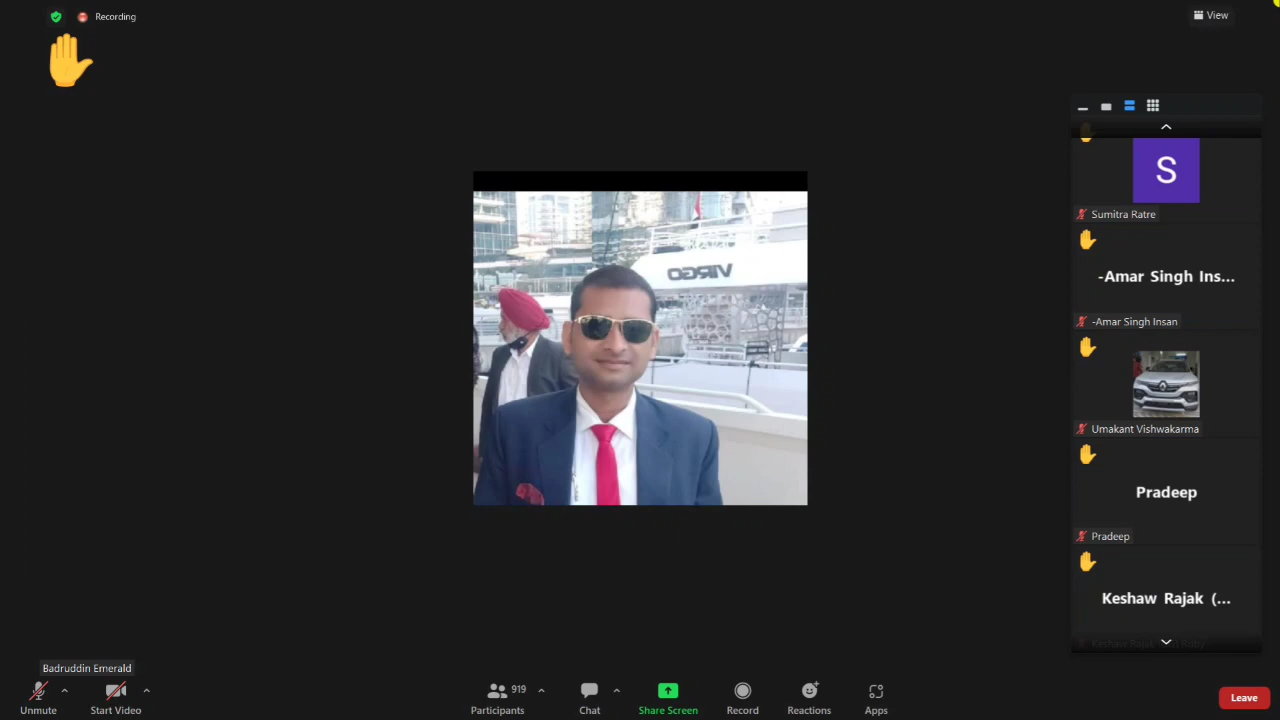 Recording
View
S
Sumitra Ratre
-Amar Singh Ins...
-Amar Singh Insan
Umakant Vishwakarma
Pradeep
Pradeep
Keshaw Rajak (...
VIRGO
Badruddin Emerald
Unmute
Start Video
919
Participants
Chat
Share Screen
Record
Reactions
Apps
Leave